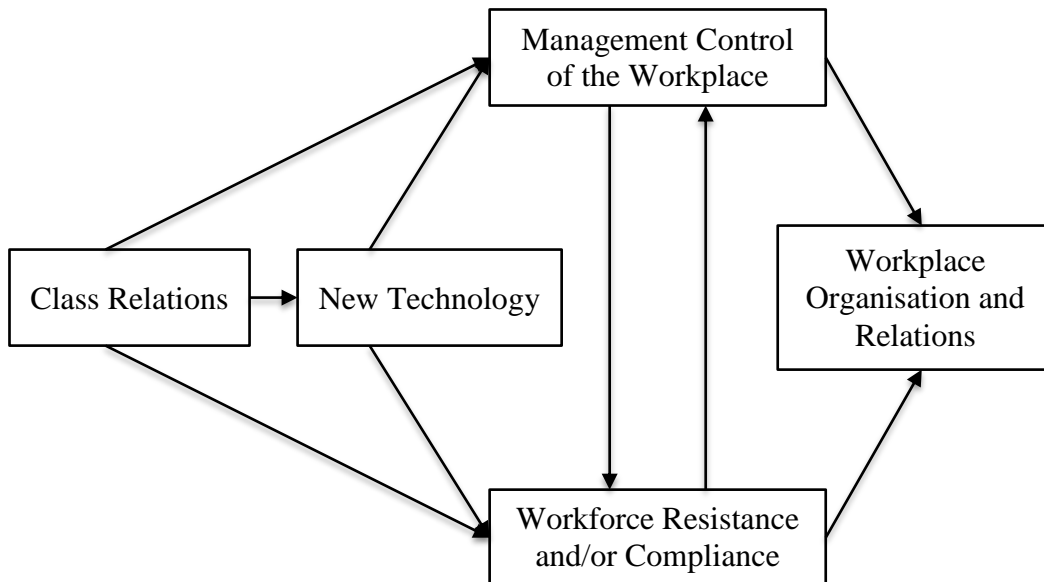 Management Control
of the Workplace
Class Relations
New Technology
Workplace
Organisation and
Relations
Workforce Resistance
and/or Compliance